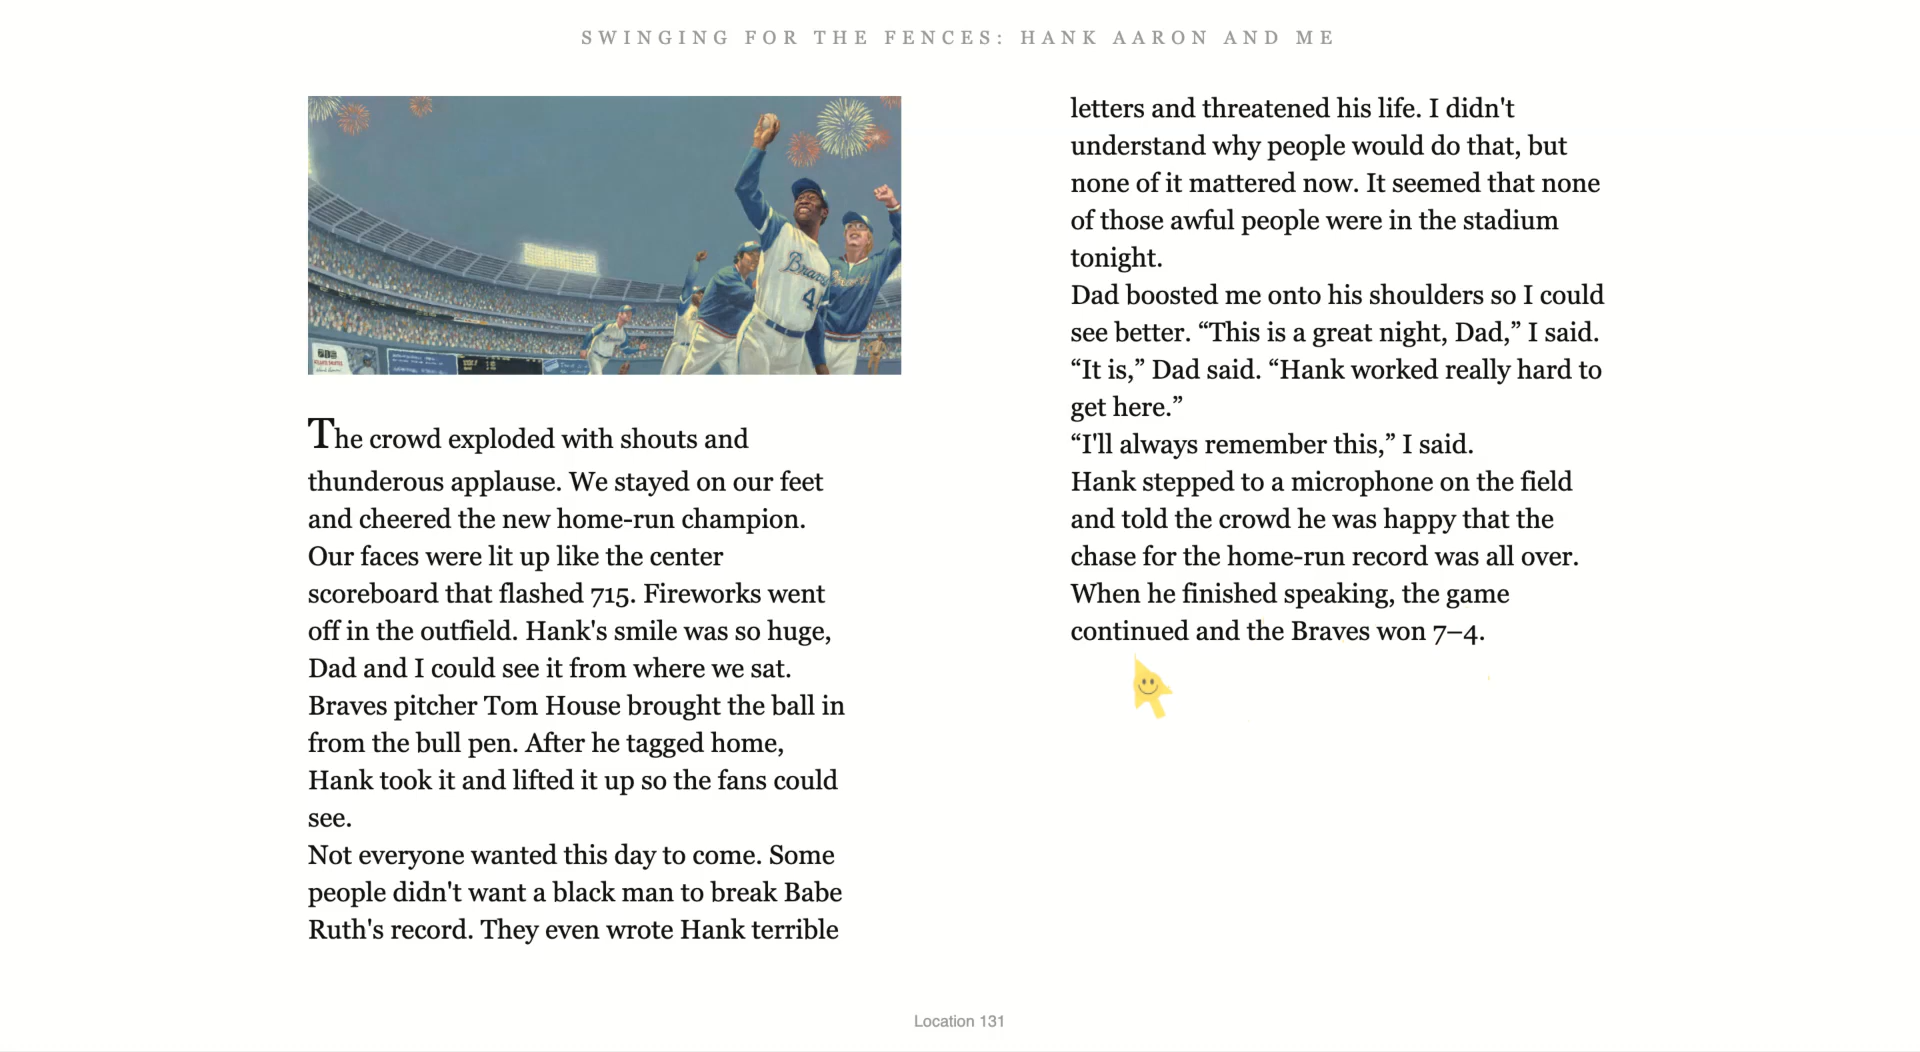 SWINGING FOR THE FENCES: HANK AARON AND ME
Braves
4
The crowd exploded with shouts and
thunderous applause. We stayed on our feet
and cheered the new home-run champion.
Our faces were lit up like the center
scoreboard that flashed 715. Fireworks went
off in the outfield. Hank's smile was so huge,
Dad and I could see it from where we sat.
Braves pitcher Tom House brought the ball in
from the bull pen. After he tagged home,
Hank took it and lifted it up so the fans could
see.
Not everyone wanted this day to come. Some
people didn't want a black man to break Babe
Ruth's record. They even wrote Hank terrible
letters and threatened his life. I didn't
understand why people would do that, but
none of it mattered now. It seemed that none
of those awful people were in the stadium
tonight.
Dad boosted me onto his shoulders so I could
see better. “This is a great night, Dad,” I said.
“It is,” Dad said. “Hank worked really hard to
get here.”
“I'll always remember this,” I said.
Hank stepped to a microphone on the field
and told the crowd he was happy that the
chase for the home-run record was all over.
When he finished speaking, the game
continued and the Braves won 7–4.
Location 131